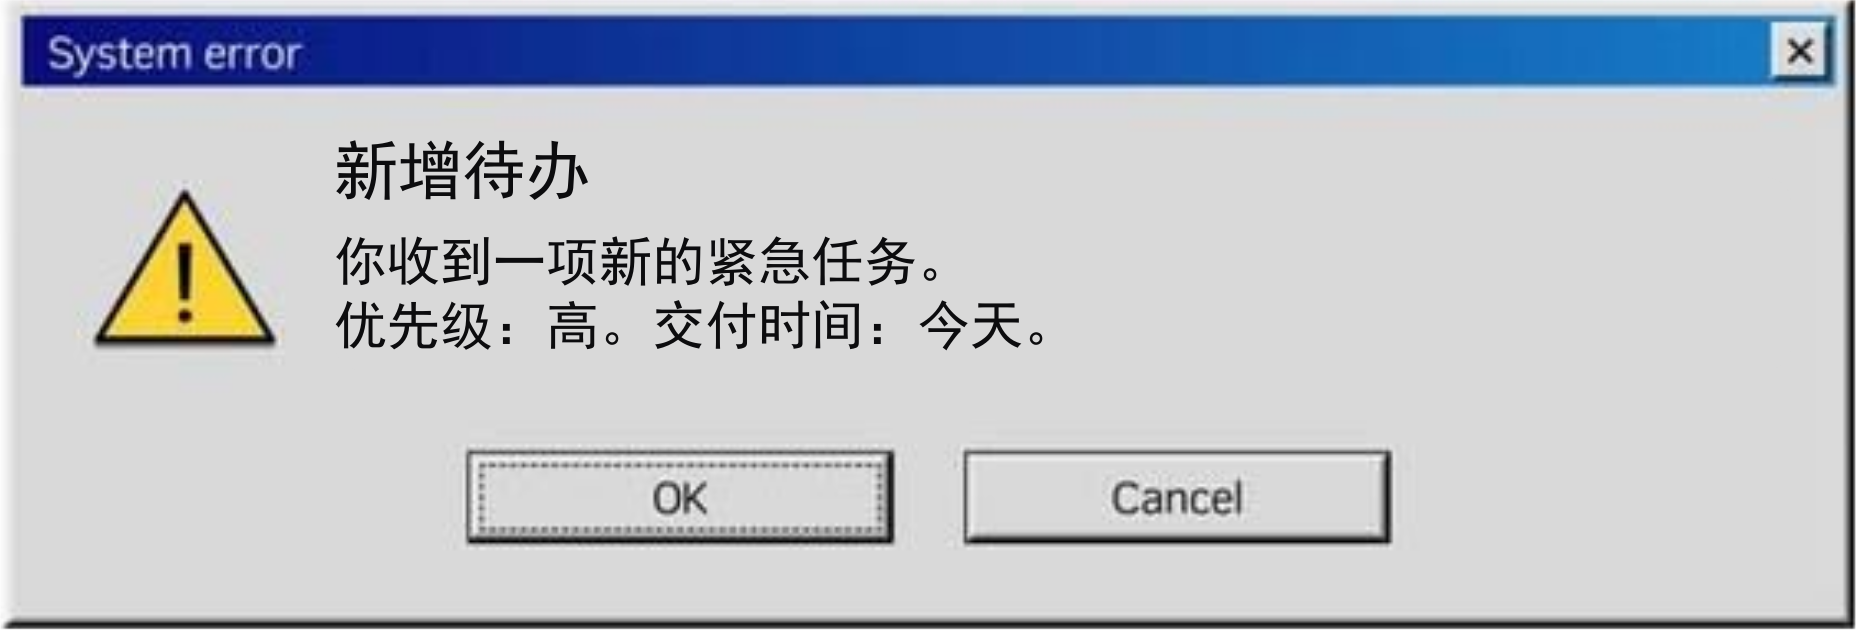 System error
新增待办
你收到一项新的紧急任务。
优先级：高。交付时间：今天。
OK
Cancel